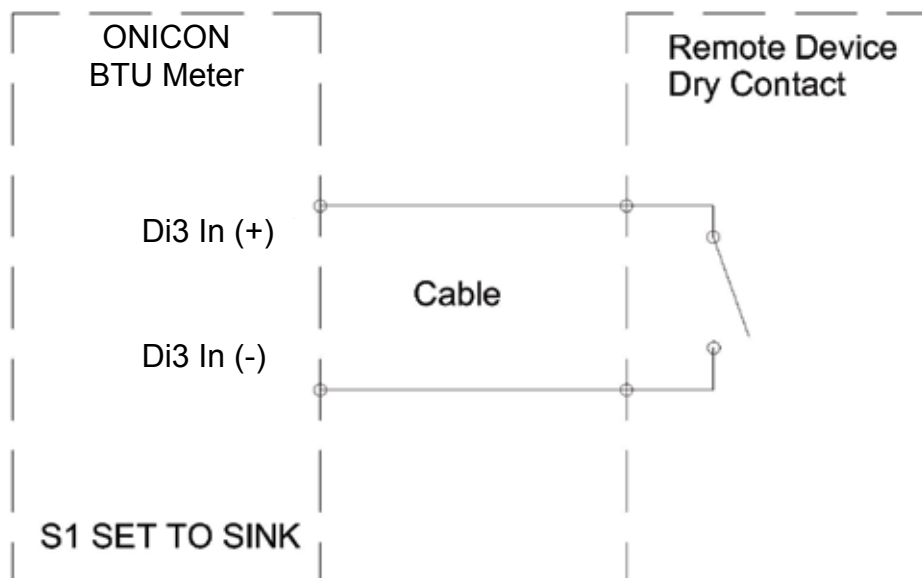 ONICON
BTU Meter
Remote Device
Dry Contact
Di3 In (+)
Cable
Di3 In (-)
S1 SET TO SINK